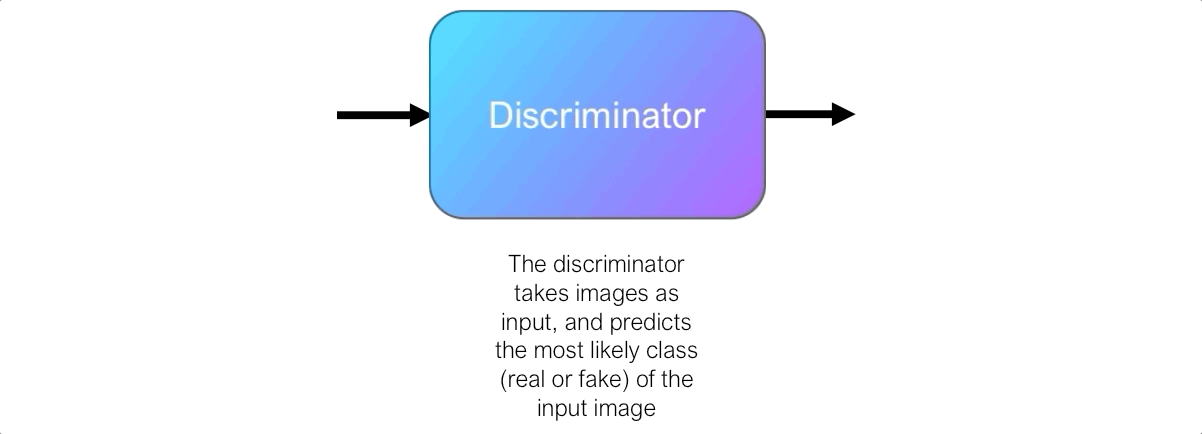 Discriminator
The discriminator
takes images as
input, and predicts
the most likely class
(real or fake) of the
input image